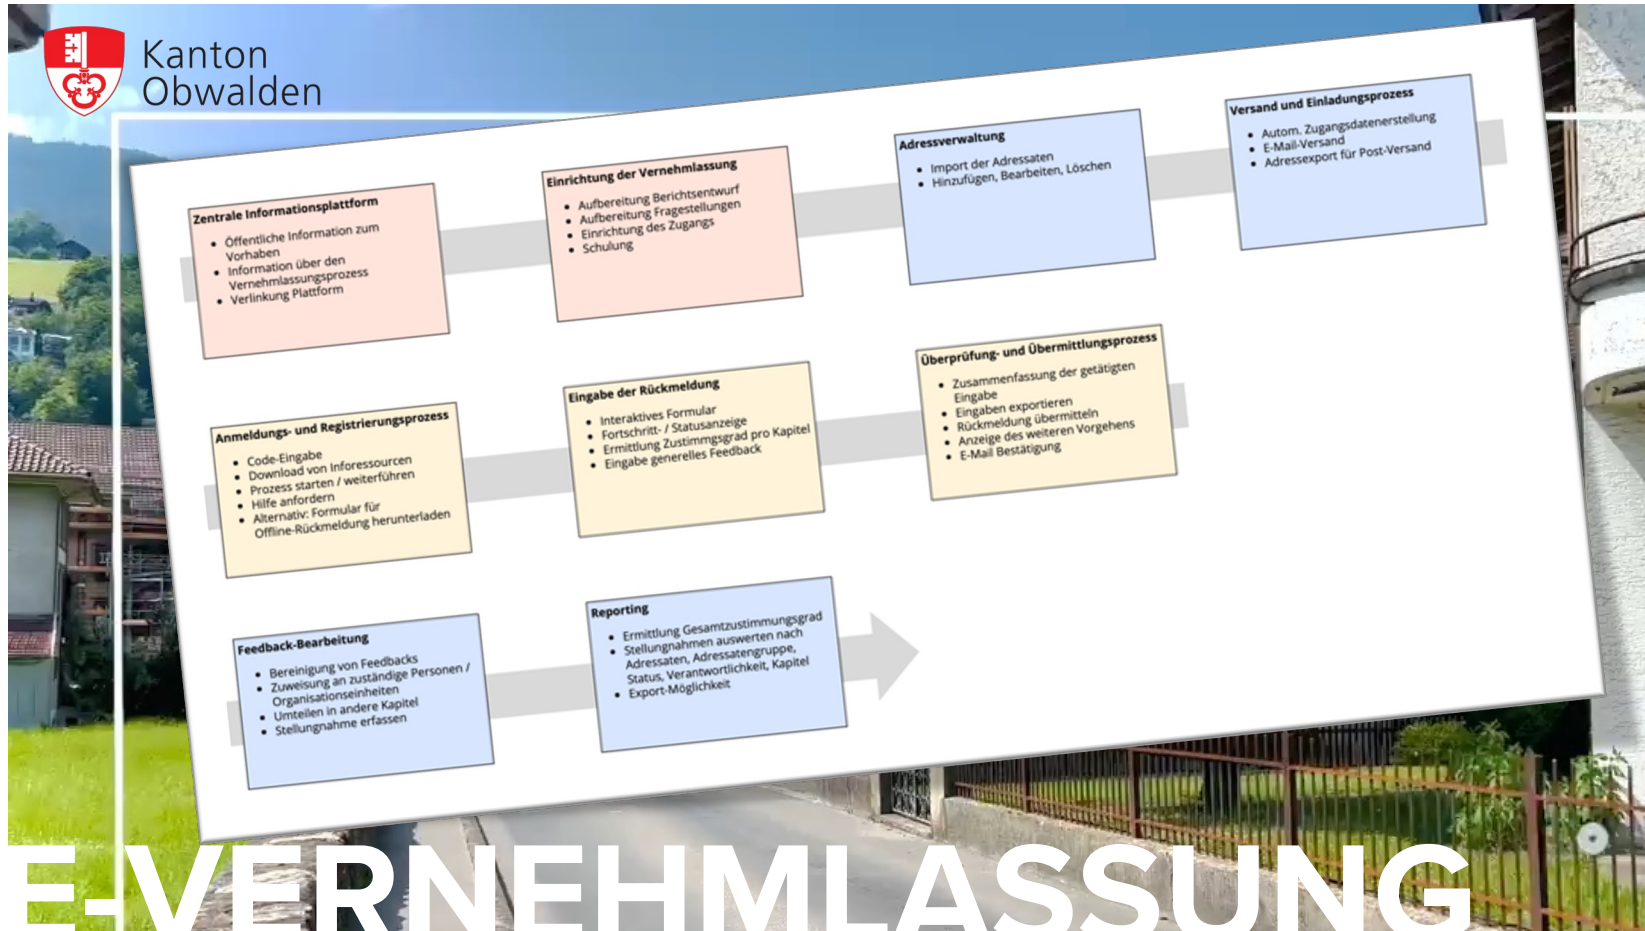 Kanton
Obwalden
Zentrale Informationsplattform
• Öffentliche Information zum
Vorhaben
• Information über den
Vernehmlassungsprozess
• Verlinkung Plattform
Einrichtung der Vernehmlassung
• Aufbereitung Berichtsentwurf
• Aufbereitung Fragestellungen
• Einrichtung des Zugangs
• Schulung
Adressverwaltung
• Import der Adressaten
• Hinzufügen, Bearbeiten, Löschen
Versand und Einladungsprozess
• Autom. Zugangsdatenerstellung
• E-Mail-Versand
• Adressexport für Post-Versand
Anmeldungs- und Registrierungsprozess
• Code-Eingabe
• Download von Inforessourcen
• Prozess starten / weiterführen
• Hilfe anfordern
• Alternativ: Formular für
Offline-Rückmeldung herunterladen
Eingabe der Rückmeldung
• Interaktives Formular
• Fortschritt- / Statusanzeige
• Ermittlung Zustimmgsgrad pro Kapitel
• Eingabe generelles Feedback
Überprüfung- und Übermittlungsprozess
• Zusammenfassung der getätigten
Eingabe
• Eingaben exportieren
• Rückmeldung übermitteln
• Anzeige des weiteren Vorgehens
• E-Mail Bestätigung
Feedback-Bearbeitung
• Bereinigung von Feedbacks
• Zuweisung an zuständige Personen /
Organisationseinheiten
• Umteilen in andere Kapitel
• Stellungnahme erfassen
Reporting
• Ermittlung Gesamtzustimmungsgrad
• Stellungnahmen auswerten nach
Adressaten, Adressatengruppe,
Status, Verantwortlichkeit, Kapitel
• Export-Möglichkeit
E-VERNEHMLASSUNG